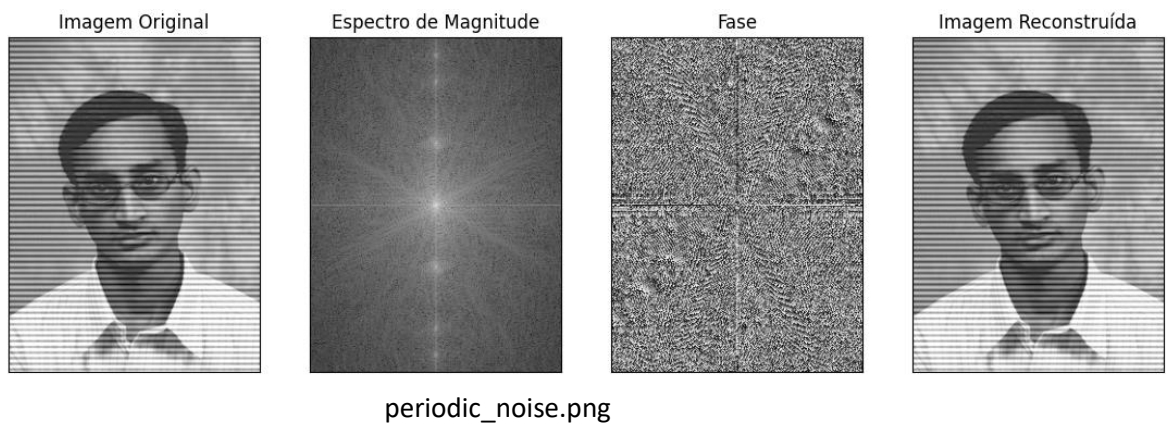 Imagem Original
Espectro de Magnitude
Fase
Imagem Reconstruída
periodic_noise.png